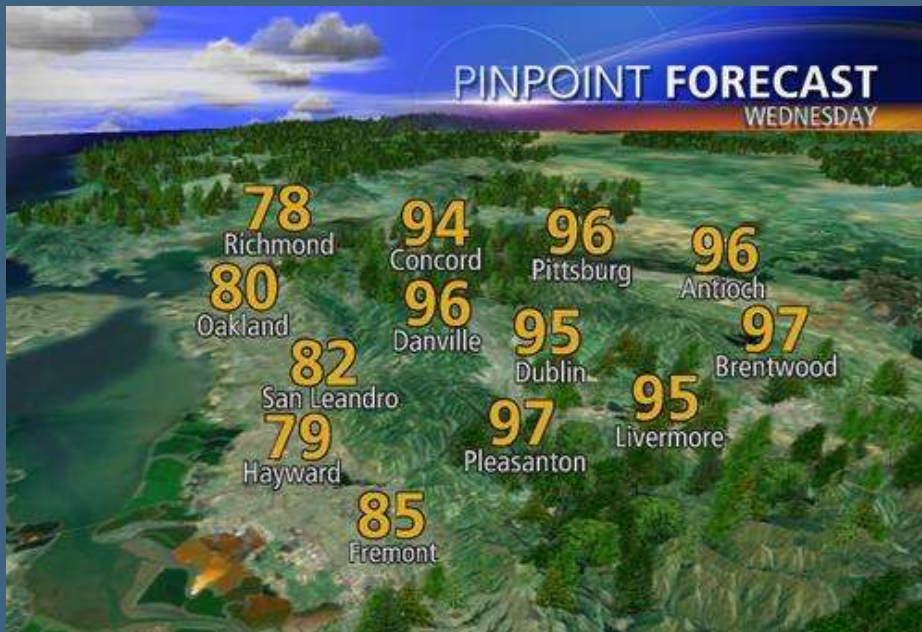 PINPOINT FORECAST
WEDNESDAY
78
Richmond
94
Concord
96
Pittsburg
96
Antioch
80
Oakland
96
Danville
95
Dublin
97
Brentwood
82
San Leandro
95
Livermore
79
Hayward
97
Pleasanton
85
Fremont